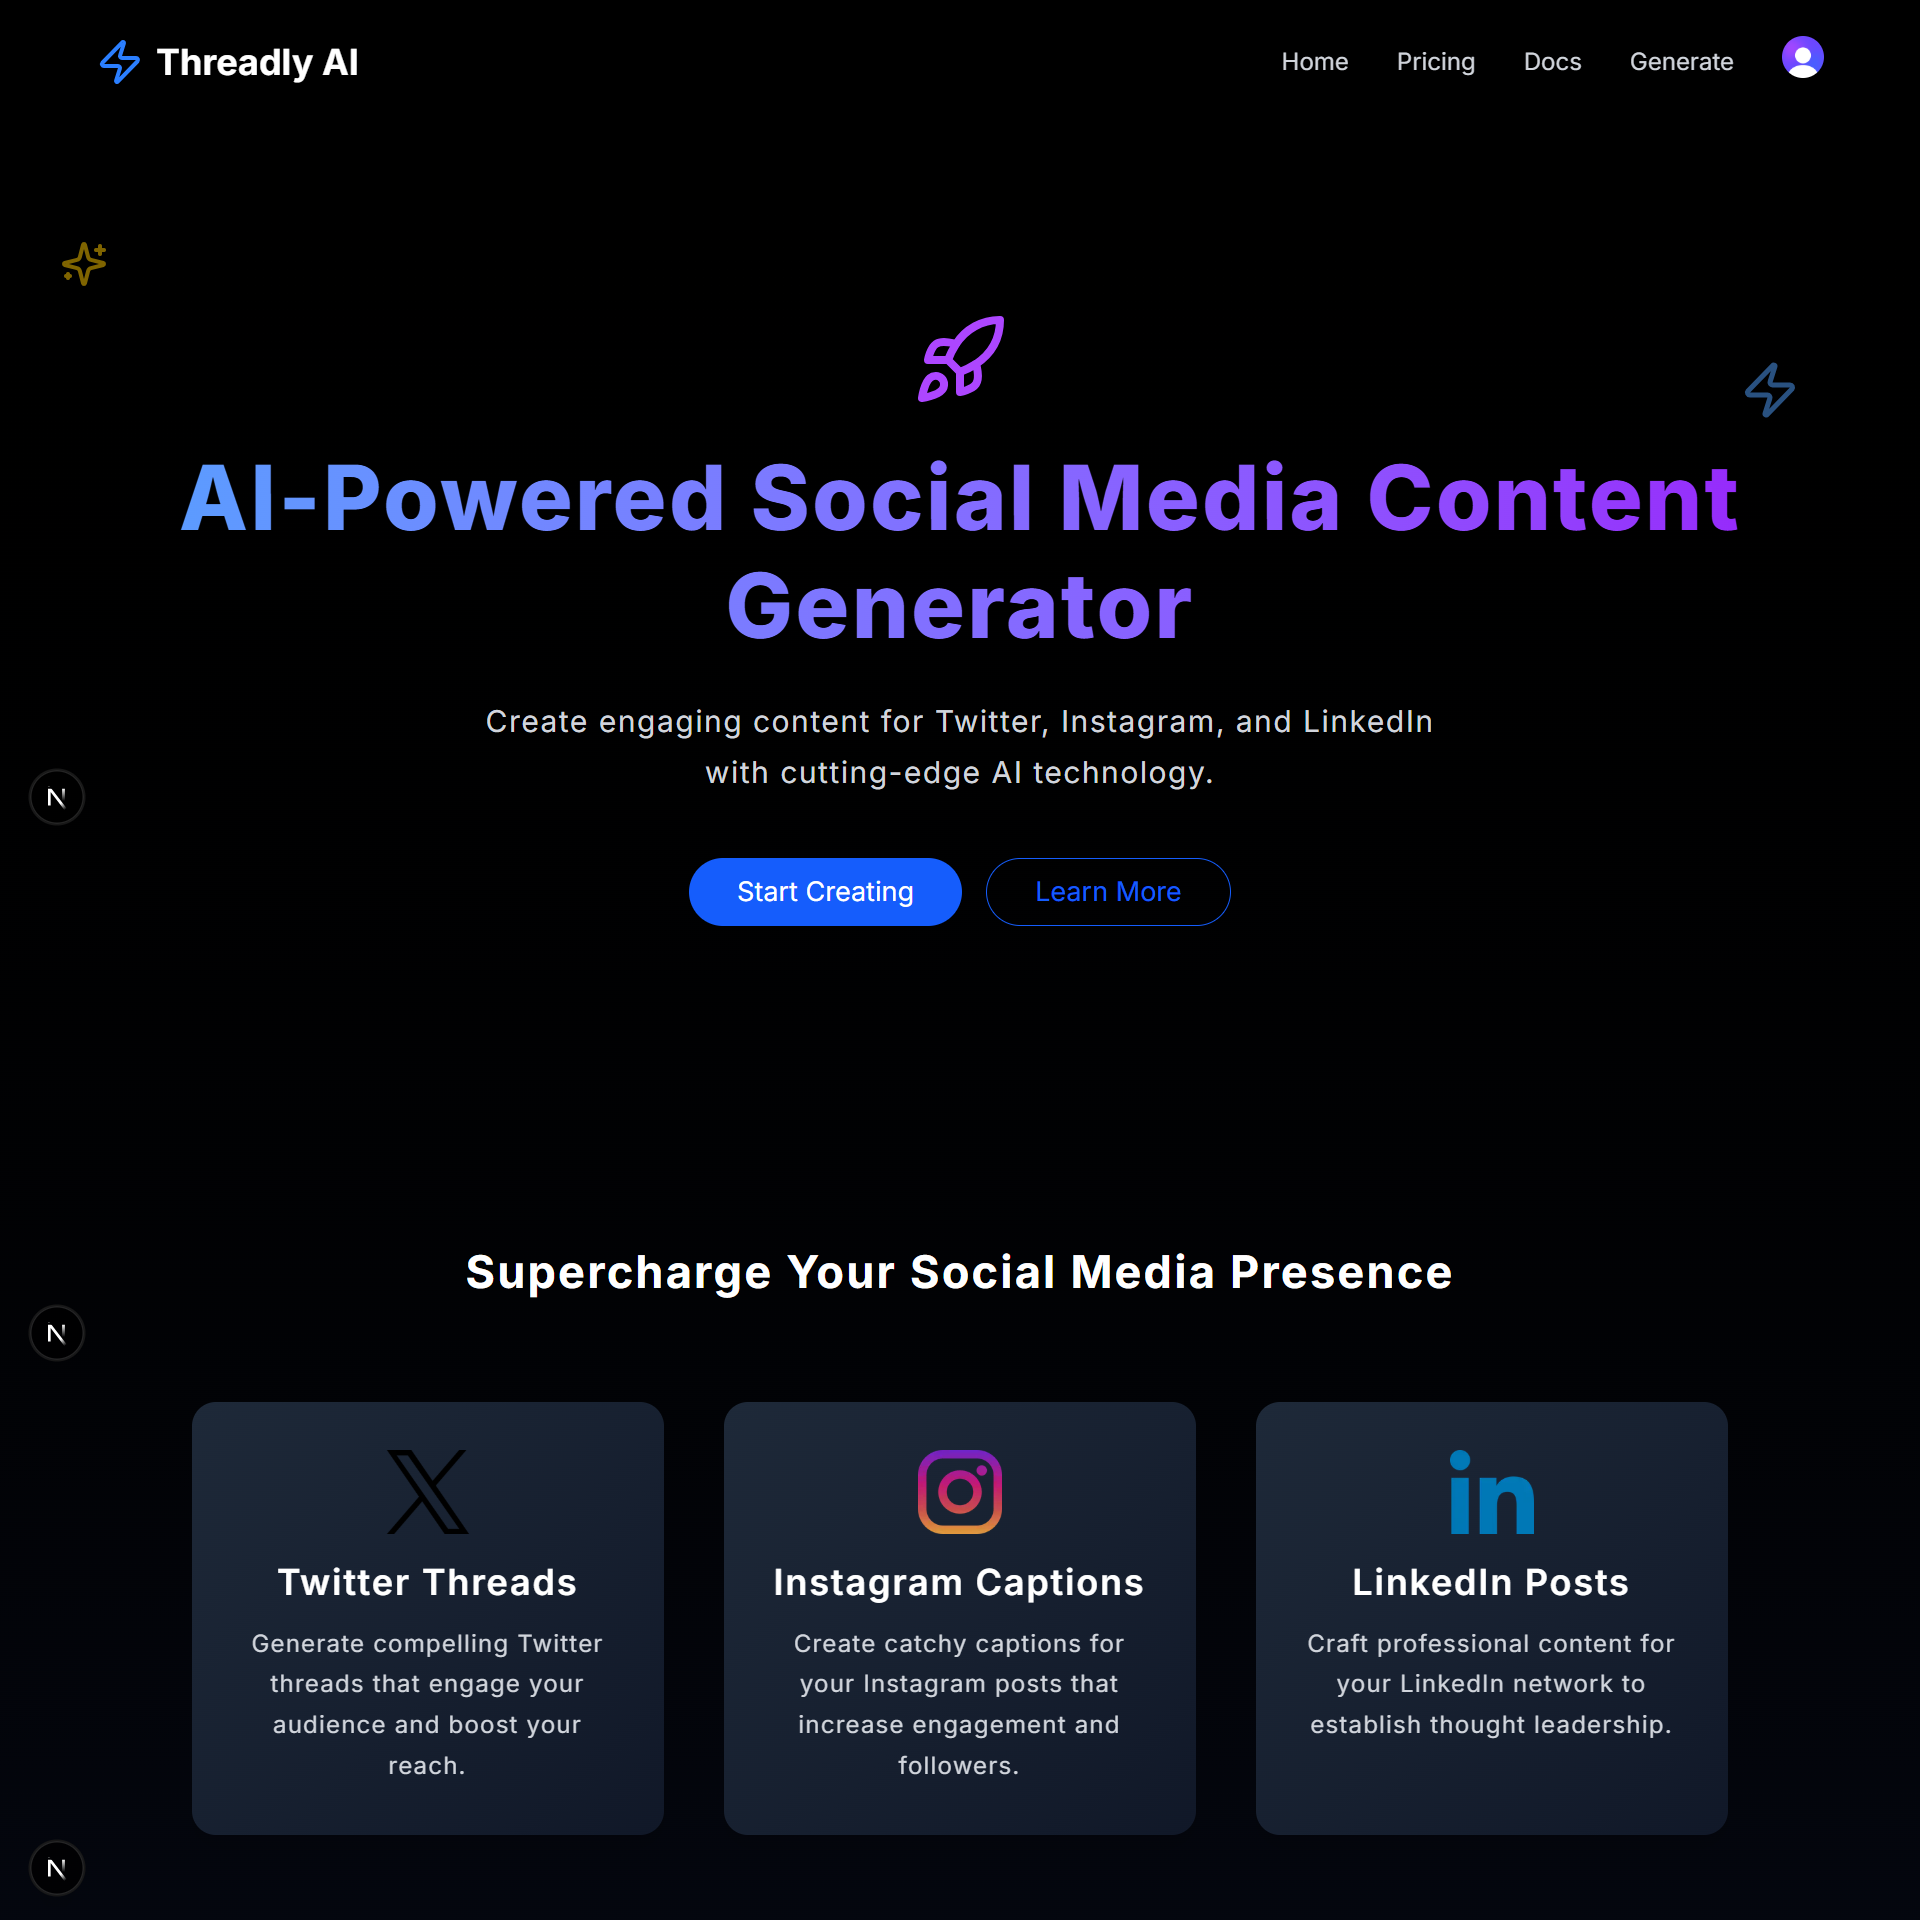 Threadly AI
Home Pricing Docs Generate
AI-Powered Social Media Content
Generator
Create engaging content for Twitter, Instagram, and LinkedIn
with cutting-edge AI technology.
N
Start Creating Learn More
Supercharge Your Social Media Presence
N
in
Twitter Threads
Generate compelling Twitter
threads that engage your
audience and boost your
reach.
Instagram Captions
Create catchy captions for
your Instagram posts that
increase engagement and
followers.
LinkedIn Posts
Craft professional content for
your LinkedIn network to
establish thought leadership.
N